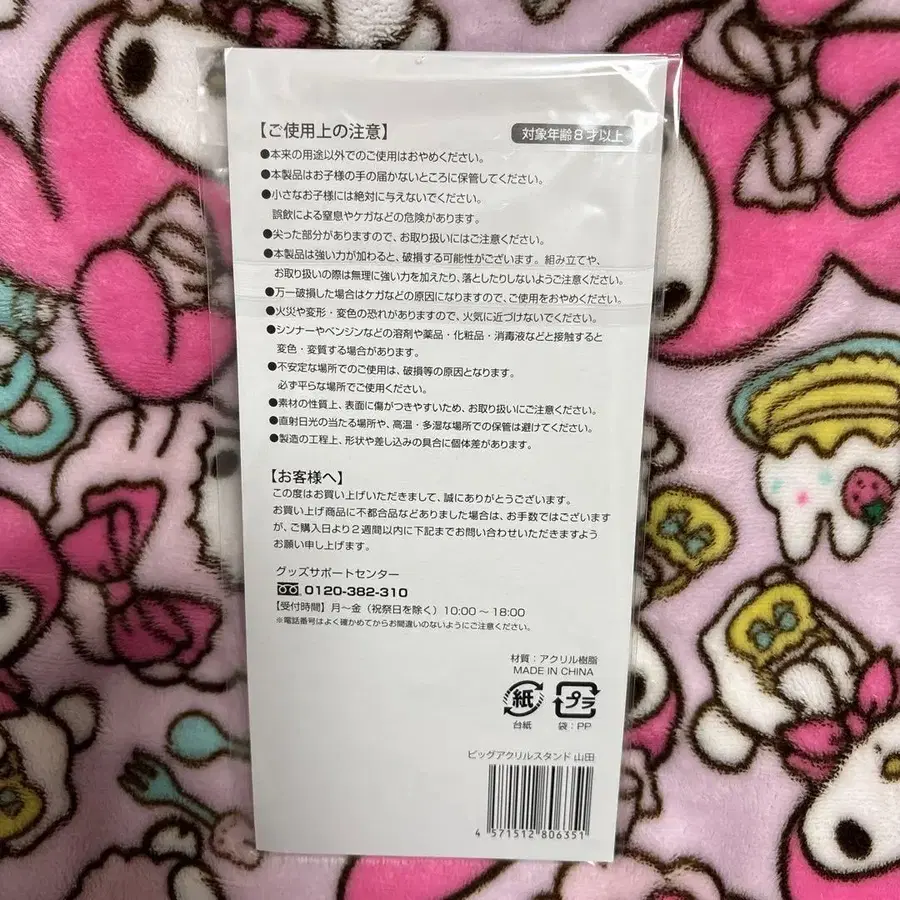 【ご使用上の注意】
対象年齢8才以上
●本来の用途以外でのご使用はおやめください。
●本製品はお子様の手の届かないところに保管してください。
●小さなお子様には絶対に与えないでください。
誤飲による窒息やケガなどの危険があります。
●尖った部分がありますので、お取り扱いにはご注意ください。
●本製品は強い力が加わると、破損する可能性がございます。組み立てや、
お取り扱いの際は無理に強い力を加えたり、落としたりしないようご注意ください。
●万一破損した場合はケガなどの原因になりますので、ご使用をおやめください。
●火災や変形・変色の恐れがありますので、火気に近づけないでください。
●シンナーやベンジンなどの溶剤や薬品・化粧品・消毒液などと接触すると
変色・変質する場合があります。
●不安定な場所でのご使用は、破損等の原因となります。
必ず平らな場所でご使用ください。
●素材の性質上、表面に傷がつきやすいため、お取り扱いにご注意ください。
●直射日光の当たる場所や、高温・多湿な場所での保管は避けてください。
●製造の工程上、形状や差し込みの具合に個体差があります。
【お客様へ】
この度はお買い上げいただきまして、誠にありがとうございます。
お買い上げ商品に不都合品などありました場合は、お手数ではございます
が、ご購入日より2週間以内に下記までお問い合わせいただきますよう
お願い申し上げます。
グッズサポートセンター
0120-382-310
【受付時間】月〜金（祝祭日を除く）10:00〜18:00
※電話番号はよく確かめてからお間違いのないようにご注意ください。
材質：アクリル樹脂
MADE IN CHINA
紙 プラ
台紙 袋：PP
ビッグアクリルスタンド 山田
4 571512 806351